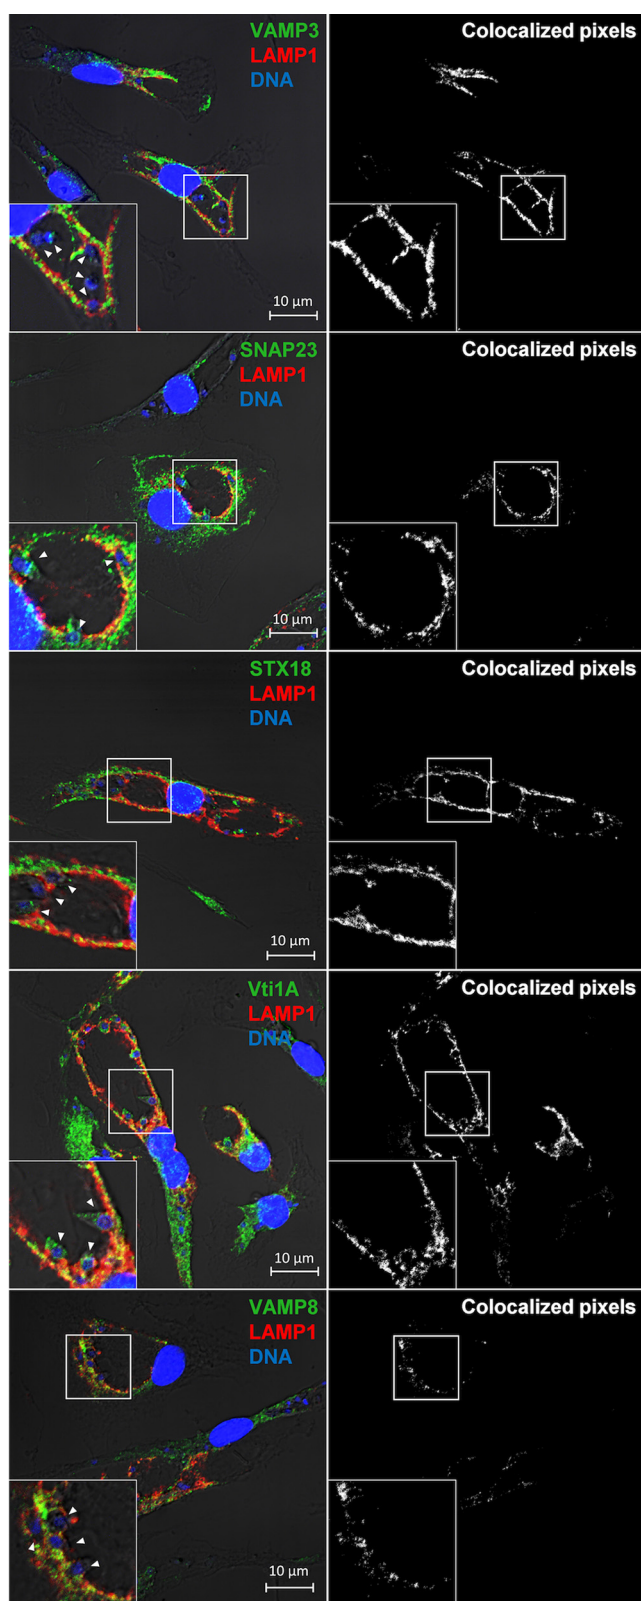 VAMP3
LAMP1
DNA
10 µm
Colocalized pixels
SNAP23
LAMP1
DNA
10 µm
Colocalized pixels
STX18
LAMP1
DNA
10 µm
Colocalized pixels
Vti1A
LAMP1
DNA
10 µm
Colocalized pixels
VAMP8
LAMP1
DNA
10 µm
Colocalized pixels